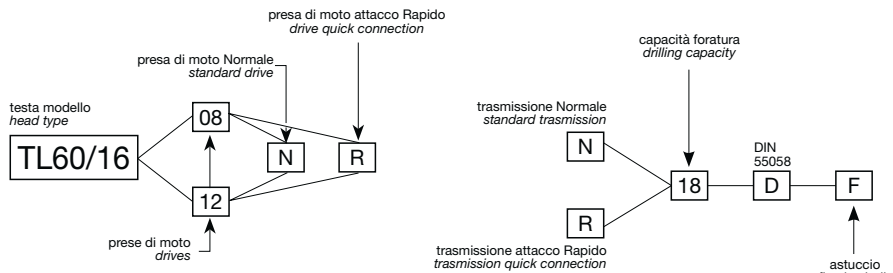 presa di moto attacco Rapido
drive quick connection
presa di moto Normale
standard drive
testa modello
head type
TL60/16
08
N
R
12
prese di moto
drives
capacità foratura
drilling capacity
trasmissione Normale
standard trasmission
N
DIN
55058
18
D
F
R
trasmissione attacco Rapido
trasmission quick connection
astuccio